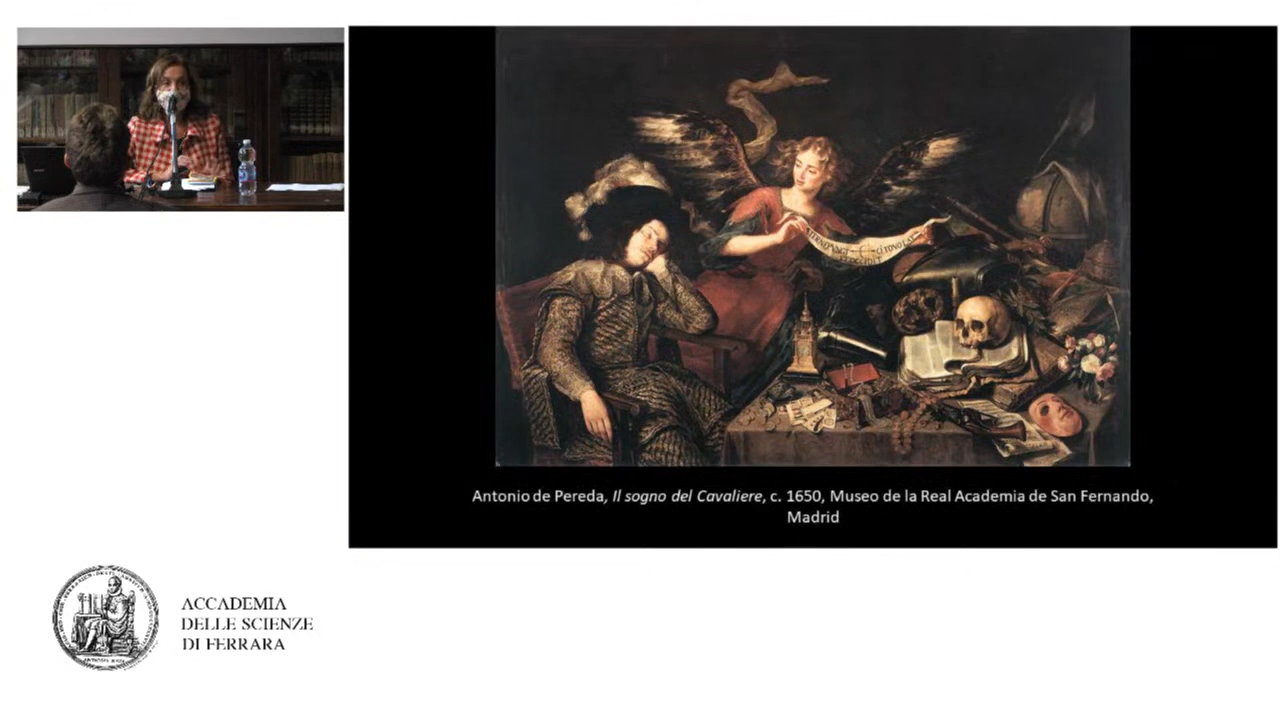 Antonio de Pereda, Il sogno del Cavaliere, c. 1650, Museo de la Real Academia de San Fernando,
Madrid
ACCADEMIA
DELLE SCIENZE
DI FERRARA